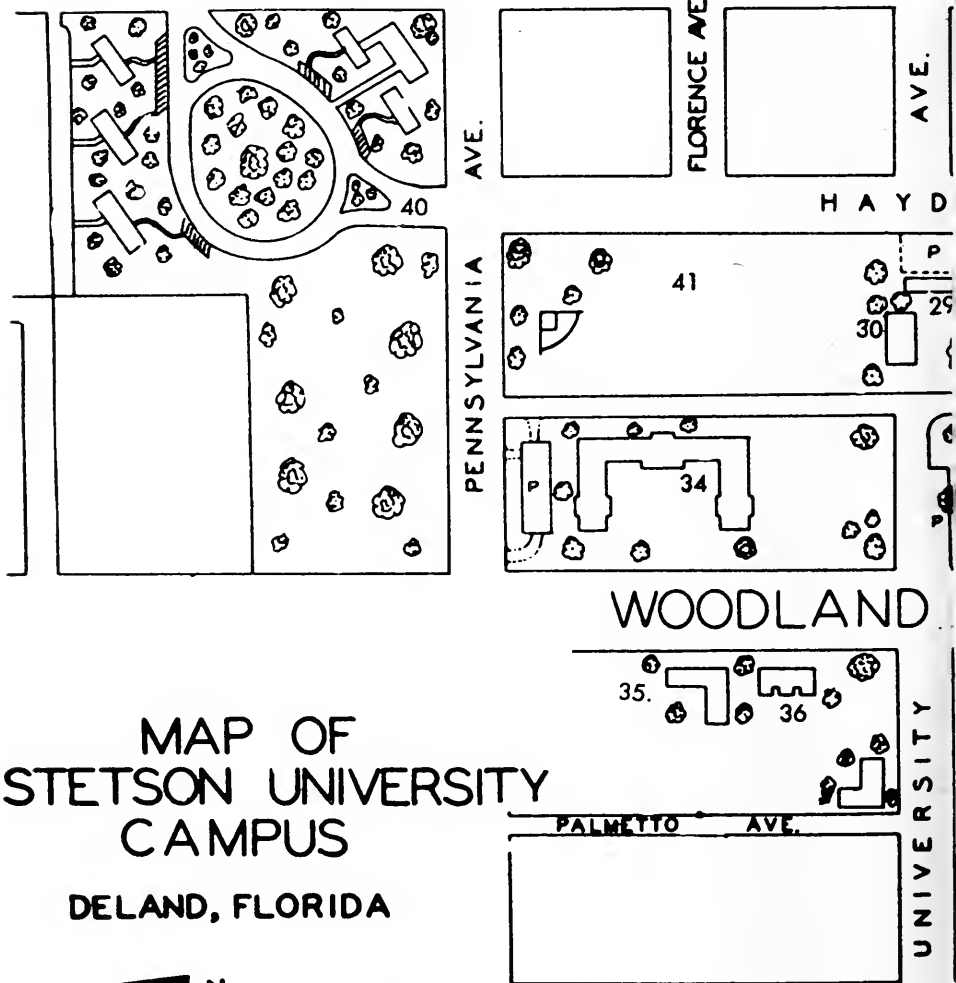 FLORENCE AVE
AVE.
AVE.
40
HAYD
PENNSYLVANIA
41
P
29
30
P
34
P
WOODLAND
35.
36
MAP OF
STETSON UNIVERSITY
CAMPUS
DELAND, FLORIDA
PALMETTO AVE.
UNIVERSITY